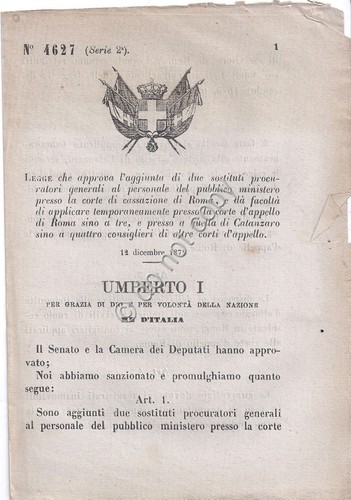 N° 4627 (Serie 2ª). 1
LEGGE che approva l'aggiunta di due sostituti procu-
ratori generali al personale del pubblico ministero
presso la corte di cassazione di Roma, e dà facoltà
di applicare temporaneamente presso la corte d'appello
di Roma sino a tre, e presso a quella di Catanzaro
sino a quattro consiglieri di altre corti d'appello.
12 dicembre
UMBERTO I
PER GRAZIA DI DIO E PER VOLONTÀ DELLA NAZIONE
RE D'ITALIA
Il Senato e la Camera dei Deputati hanno appro-
vato;
Noi abbiamo sanzionato e promulghiamo quanto
segue:
Art. 1.
Sono aggiunti due sostituti procuratori generali
al personale del pubblico ministero presso la corte